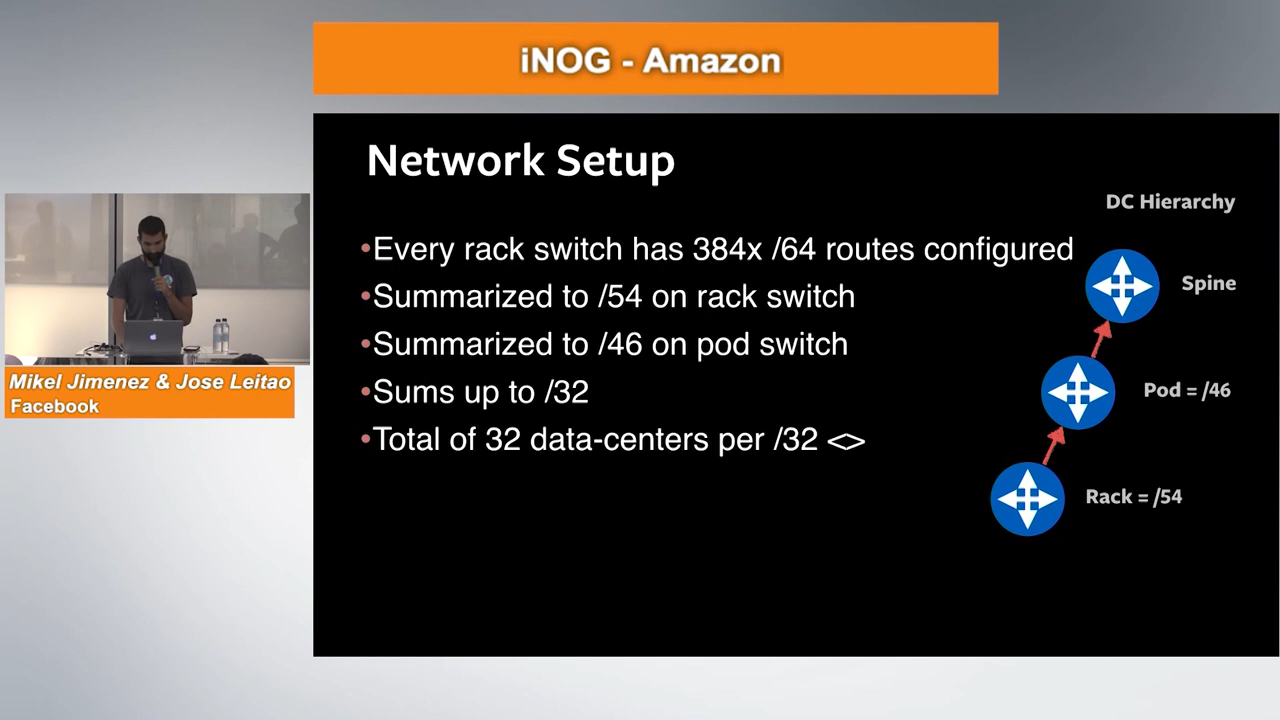 iNOG - Amazon
Network Setup
DC Hierarchy
•Every rack switch has 384x /64 routes configured
Spine
•Summarized to /54 on rack switch
•Summarized to /46 on pod switch
Pod = /46
•Sums up to /32
•Total of 32 data-centers per /32 <>
Rack = /54
Mikel Jimenez & Jose Leitao
Facebook